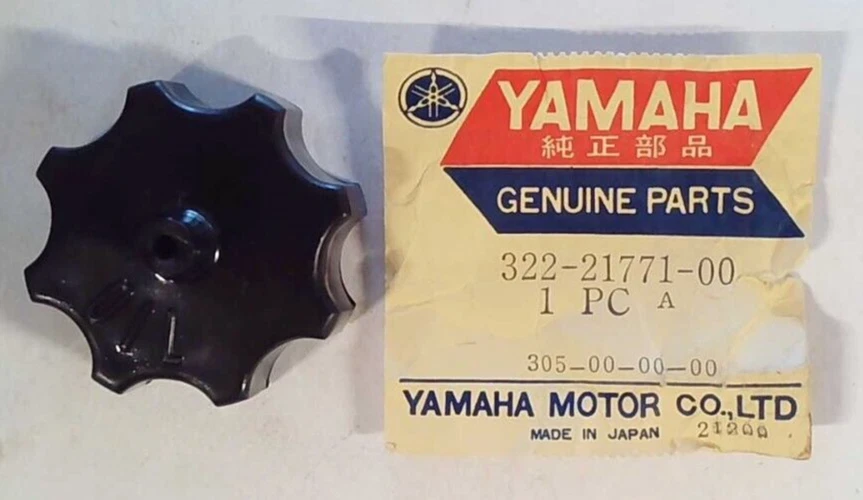 OIL
YAMAHA
純正部品
GENUINE PARTS
322-21771-00
1 PC A
305-00-00-00
YAMAHA MOTOR CO.,LTD
MADE IN JAPAN 21200